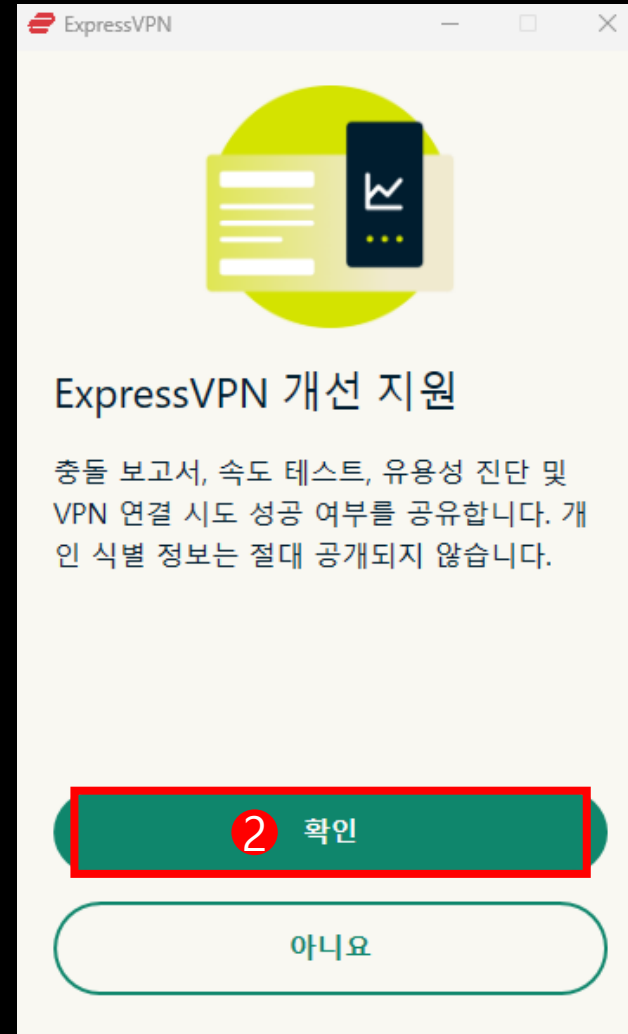 ExpressVPN
ExpressVPN 개선 지원
충돌 보고서, 속도 테스트, 유용성 진단 및
VPN 연결 시도 성공 여부를 공유합니다. 개
인 식별 정보는 절대 공개되지 않습니다.
2 확인
아니요